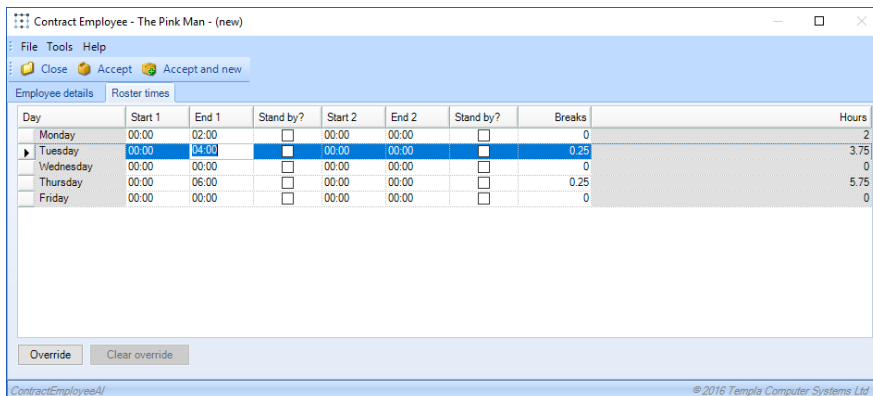 Contract Employee - The Pink Man - (new)
File Tools Help
Close Accept Accept and new
Employee details Roster times
Day Start 1 End 1 Stand by? Start 2 End 2 Stand by? Breaks Hours
Monday 00:00 02:00 00:00 00:00 0 2
Tuesday 00:00 04:00 00:00 00:00 0.25 3.75
Wednesday 00:00 00:00 00:00 00:00 0 0
Thursday 00:00 06:00 00:00 00:00 0.25 5.75
Friday 00:00 00:00 00:00 00:00 0 0
Override Clear override
ContractEmployeeAI © 2016 Templa Computer Systems Ltd